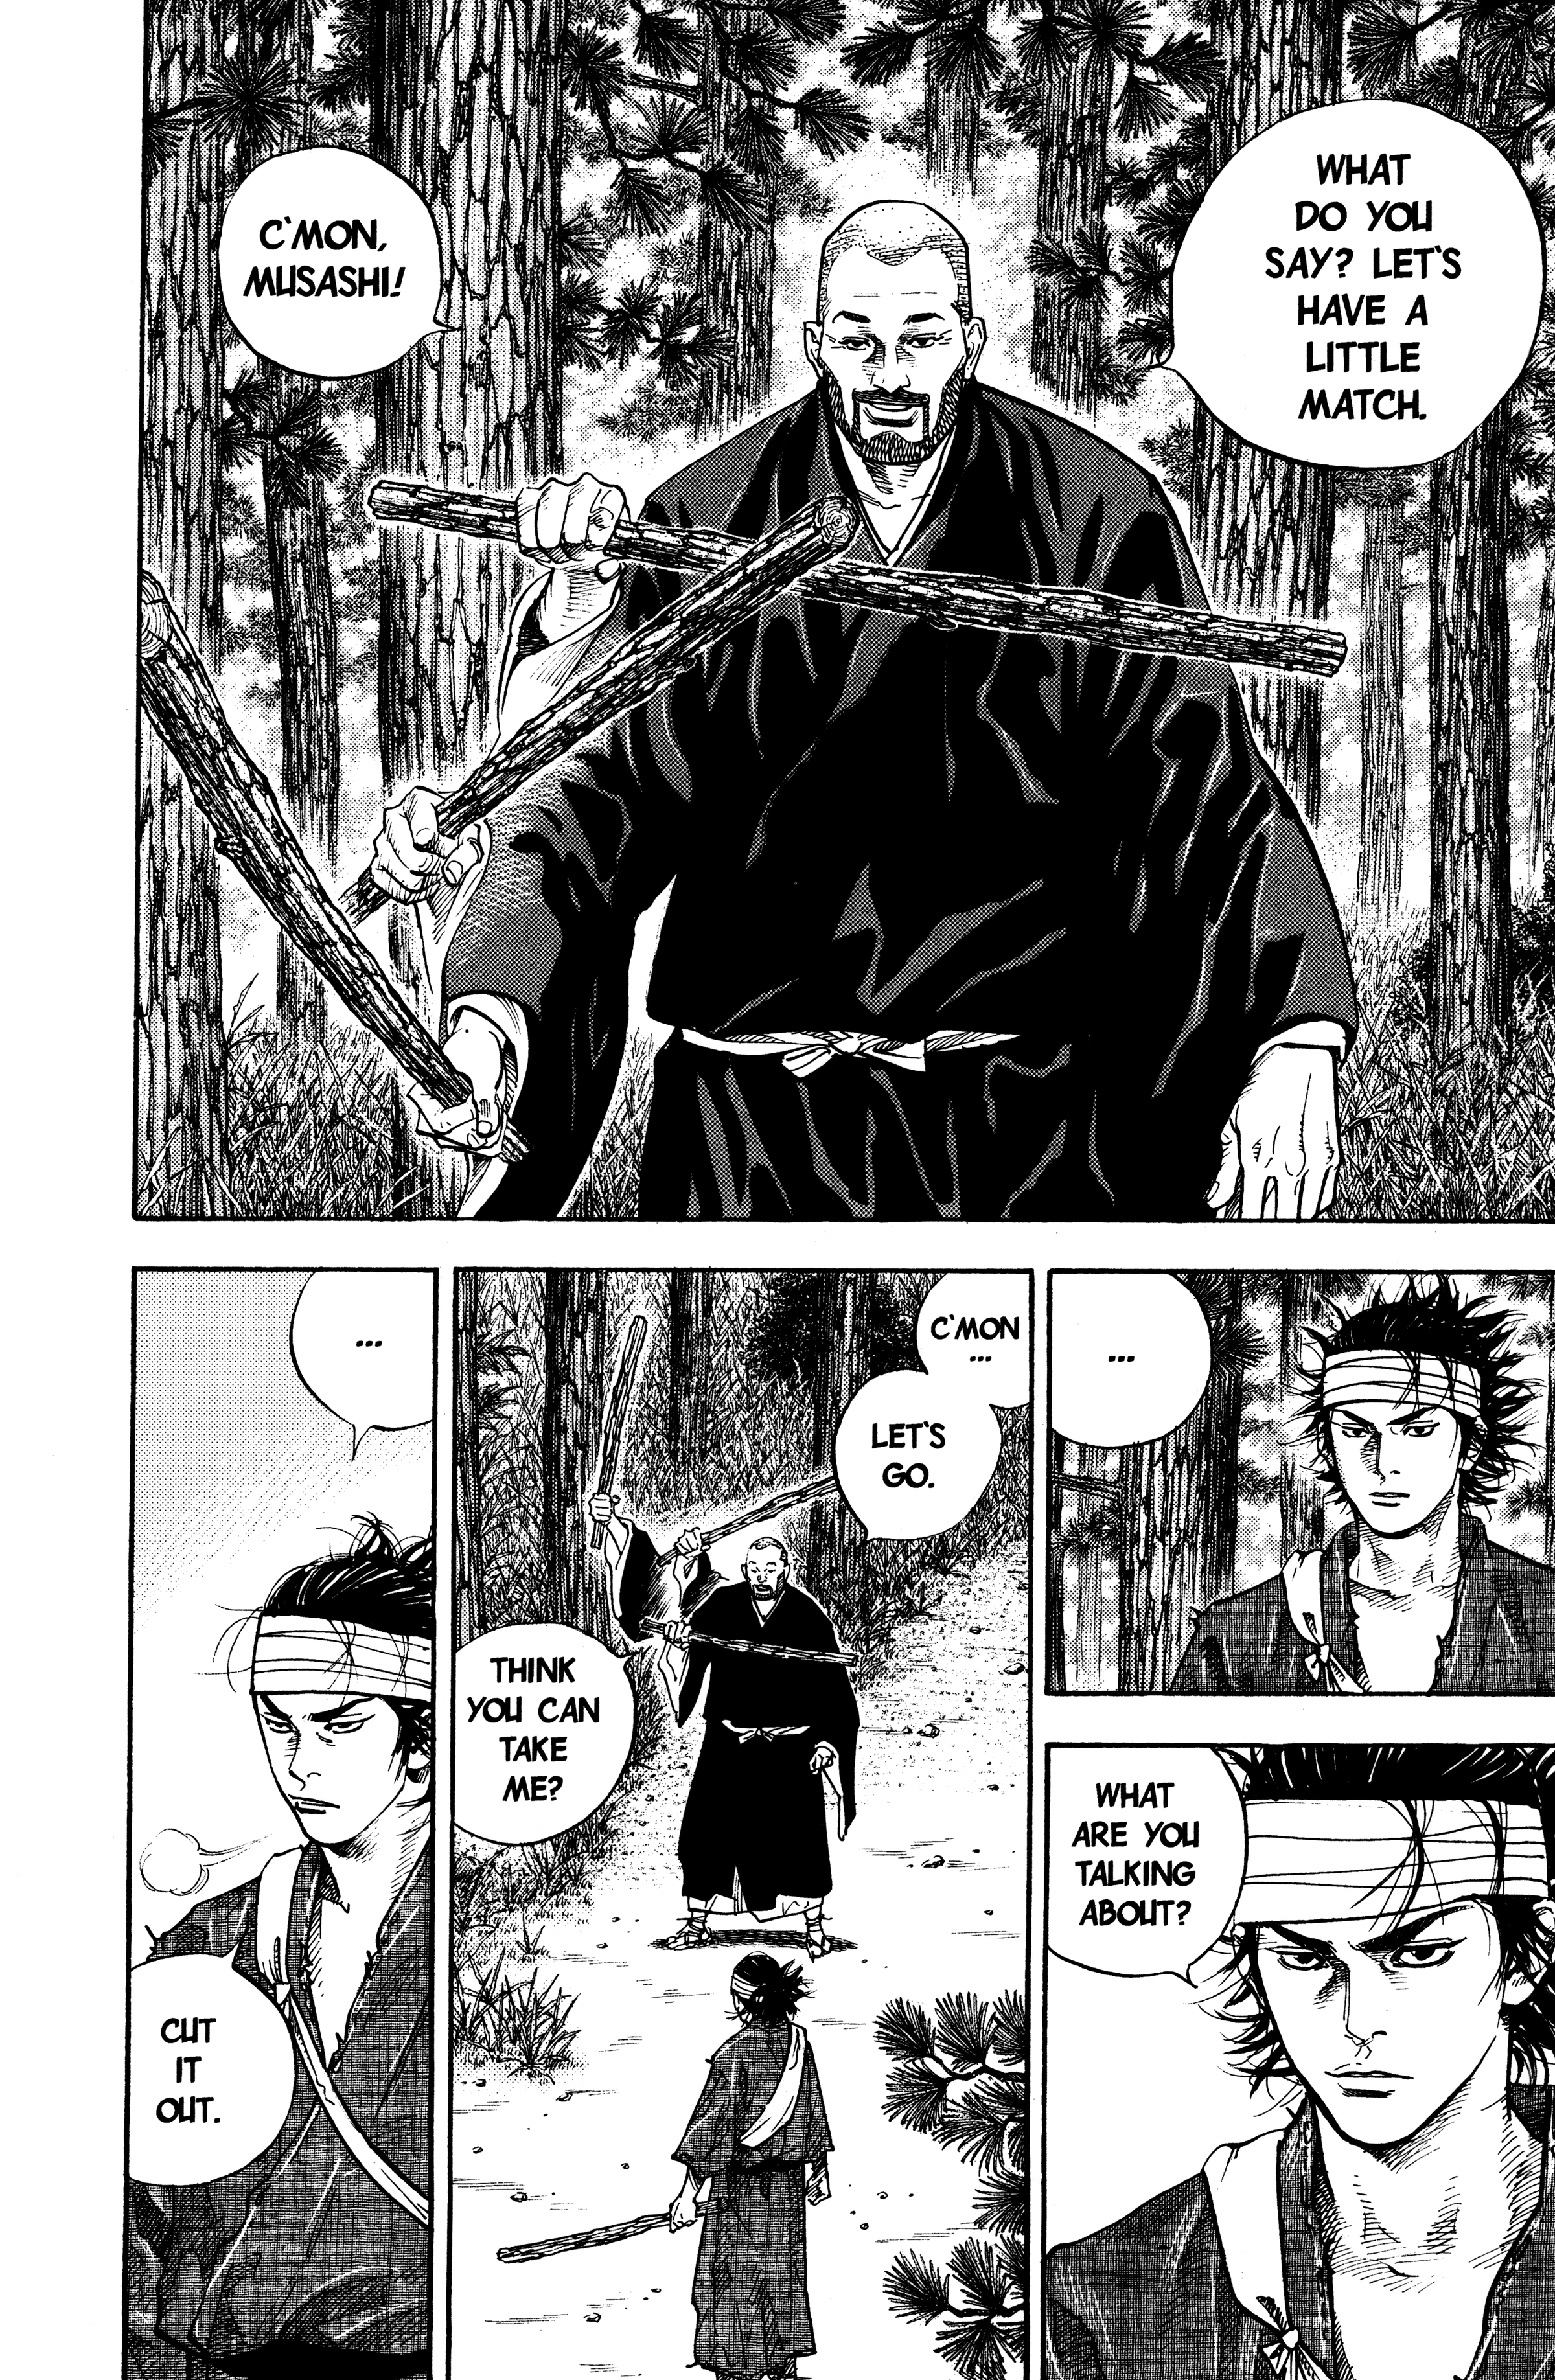 WHAT
DO YOU
SAY? LET'S
HAVE A
LITTLE
MATCH.
C'MON,
MUSASHI!
...
WHAT
ARE YOU
TALKING
ABOUT?
C'MON
...
LET'S
GO.
THINK
YOU CAN
TAKE
ME?
...
CUT
IT
OUT.